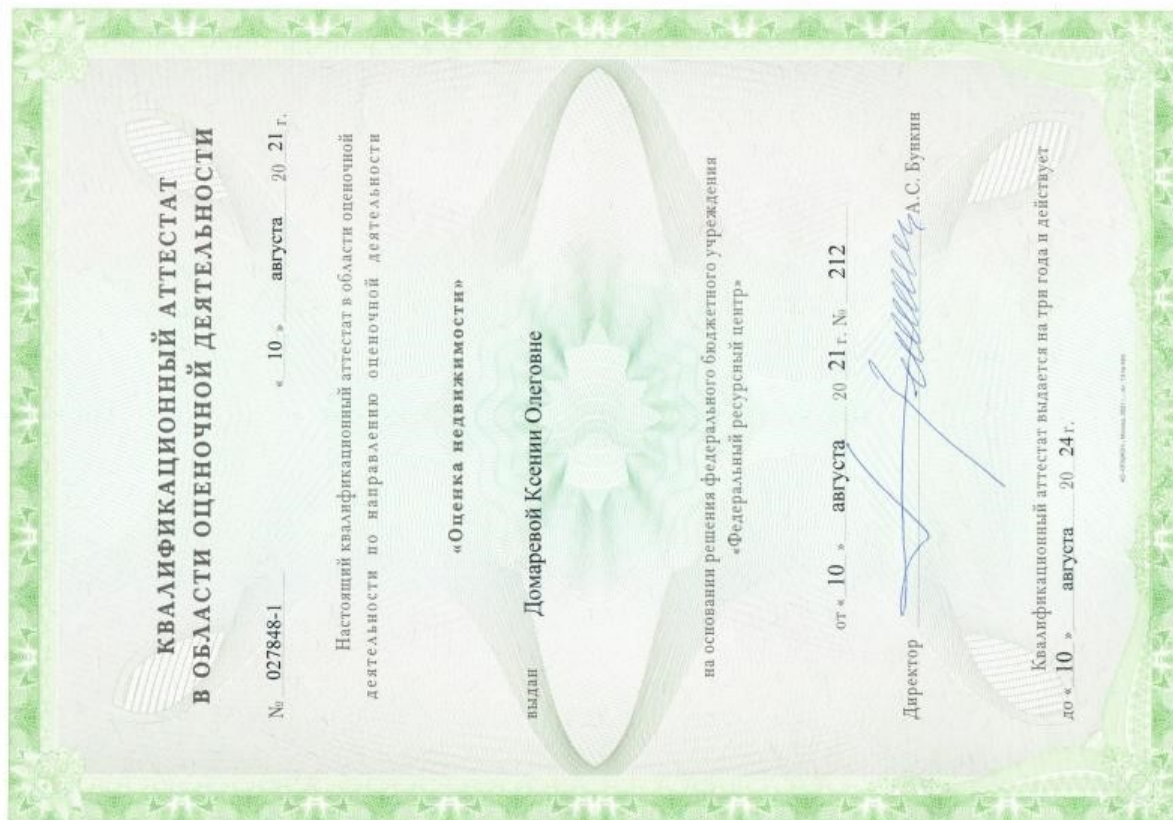 КВАЛИФИКАЦИОННЫЙ АТТЕСТАТ
В ОБЛАСТИ ОЦЕНОЧНОЙ ДЕЯТЕЛЬНОСТИ
№ 027848-1 « 10 » августа 20 21 г.
Настоящий квалификационный аттестат в области оценочной
деятельности по направлению оценочной деятельности
«Оценка недвижимости»
выдан Домаревой Ксении Олеговне
на основании решения федерального бюджетного учреждения
«Федеральный ресурсный центр»
от « 10 » августа 20 21 г. № 212
Директор А.С. Бункин
Квалификационный аттестат выдается на три года и действует
до « 10 » августа 20 24 г.